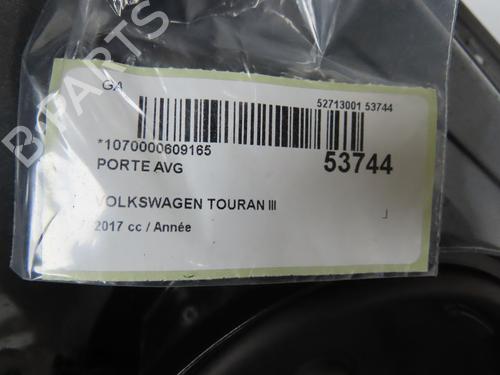 GA
52713001 53744
*1070000609165
53744
PORTE AVG
VOLKSWAGEN TOURAN III
2017 cc / Année
B-PARTS